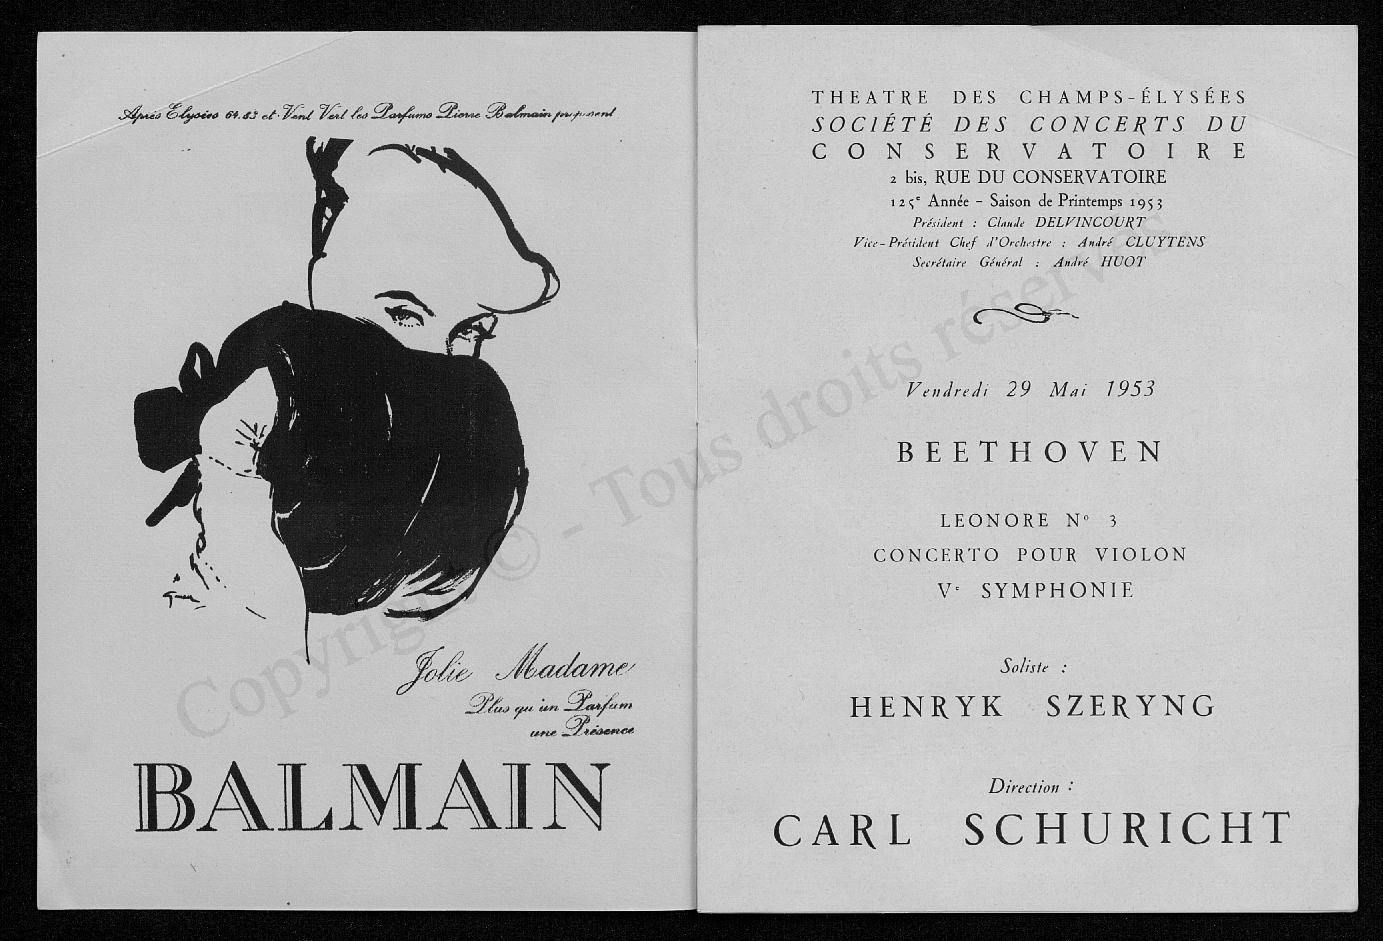 Après Elysées 64.83 et Vent Vert les Parfums Pierre Balmain proposent
Jolie Madame
Plus qu'un Parfum
une Présence
BALMAIN
THEATRE DES CHAMPS-ÉLYSÉES
SOCIÉTÉ DES CONCERTS DU
CONSERVATOIRE
2 bis, RUE DU CONSERVATOIRE
125e Année - Saison de Printemps 1953
Président : Claude DELVINCOURT
Vice-Président Chef d'Orchestre : André CLUYTENS
Secrétaire Général : André HUOT
Vendredi 29 Mai 1953
BEETHOVEN
LEONORE No 3
CONCERTO POUR VIOLON
Ve SYMPHONIE
Soliste :
HENRYK SZERYNG
Direction :
CARL SCHURICHT
Copyright © - Tous droits réservés.